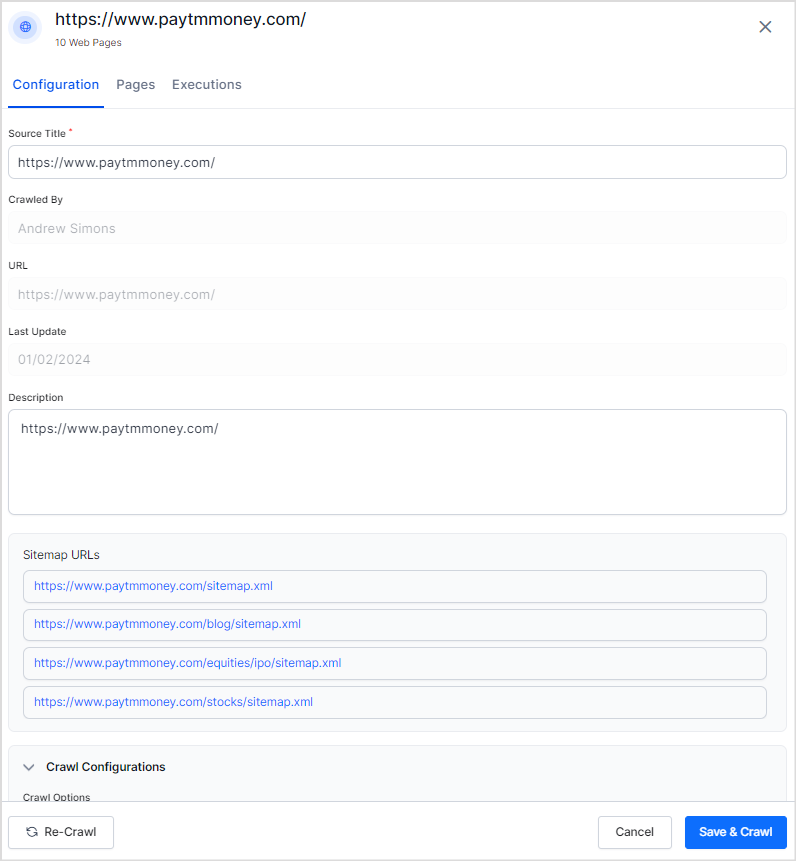 https://www.paytmmoney.com/
10 Web Pages
Configuration Pages Executions
Source Title *
https://www.paytmmoney.com/
Crawled By
Andrew Simons
URL
https://www.paytmmoney.com/
Last Update
01/02/2024
Description
https://www.paytmmoney.com/
Sitemap URLs
https://www.paytmmoney.com/sitemap.xml
https://www.paytmmoney.com/blog/sitemap.xml
https://www.paytmmoney.com/equities/ipo/sitemap.xml
https://www.paytmmoney.com/stocks/sitemap.xml
Crawl Configurations
Crawl Options
Re-Crawl Cancel Save & Crawl